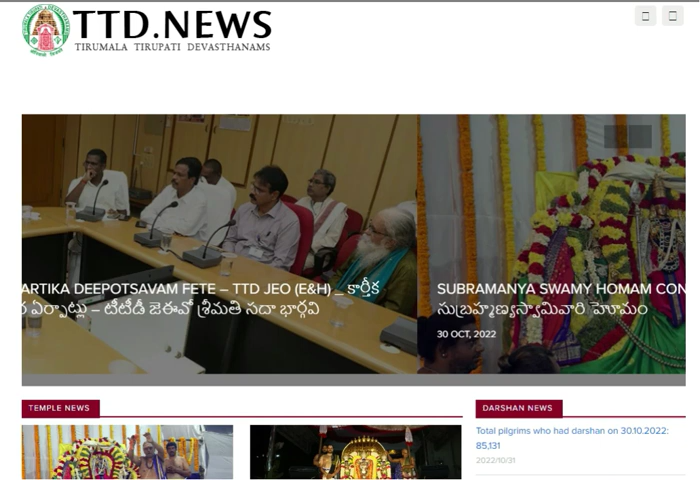 TTD.NEWS
TIRUMALA TIRUPATI DEVASTHANAMS
ARTIKA DEEPOTSAVAM FETE – TTD JEO (E&H) _ కార్తీక
ఏర్పాట్లు – టీటీడీ జెఈవో శ్రీమతి సదా భార్గవి
SUBRAMANYA SWAMY HOMAM CON
సుబ్రహ్మణ్యస్వామివారి హెూమం
30 OCT, 2022
TEMPLE NEWS
DARSHAN NEWS
Total pilgrims who had darshan on 30.10.2022:
85,131
2022/10/31